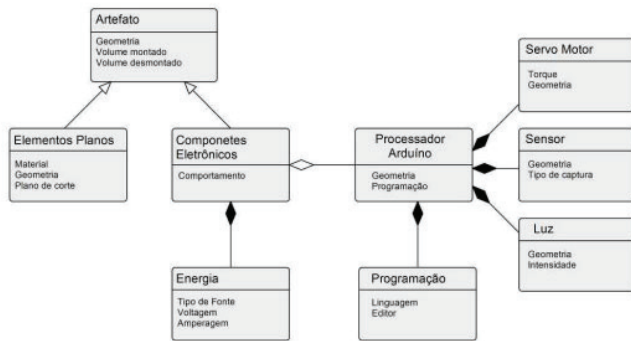 Artefato
Geometria
Volume montado
Volume desmontado
Servo Motor
Torque
Geometria
Elementos Planos
Material
Geometria
Plano de corte
Componetes
Eletrônicos
Comportamento
Processador
Arduíno
Geometria
Programação
Sensor
Geometria
Tipo de captura
Luz
Geometria
Intensidade
Energia
Tipo de Fonte
Voltagem
Amperagem
Programação
Linguagem
Editor